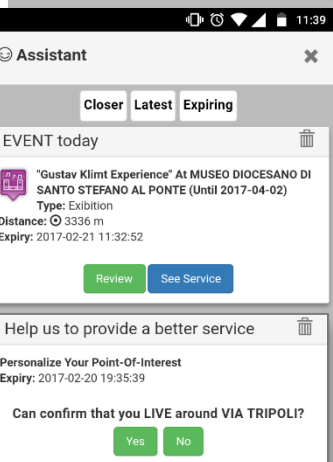 11:39
Assistant
Closer Latest Expiring
EVENT today
"Gustav Klimt Experience" At MUSEO DIOCESANO DI
SANTO STEFANO AL PONTE (Until 2017-04-02)
Type: Exibition
Distance: 3336 m
Expiry: 2017-02-21 11:32:52
Review See Service
Help us to provide a better service
Personalize Your Point-Of-Interest
Expiry: 2017-02-20 19:35:39
Can confirm that you LIVE around VIA TRIPOLI?
Yes No